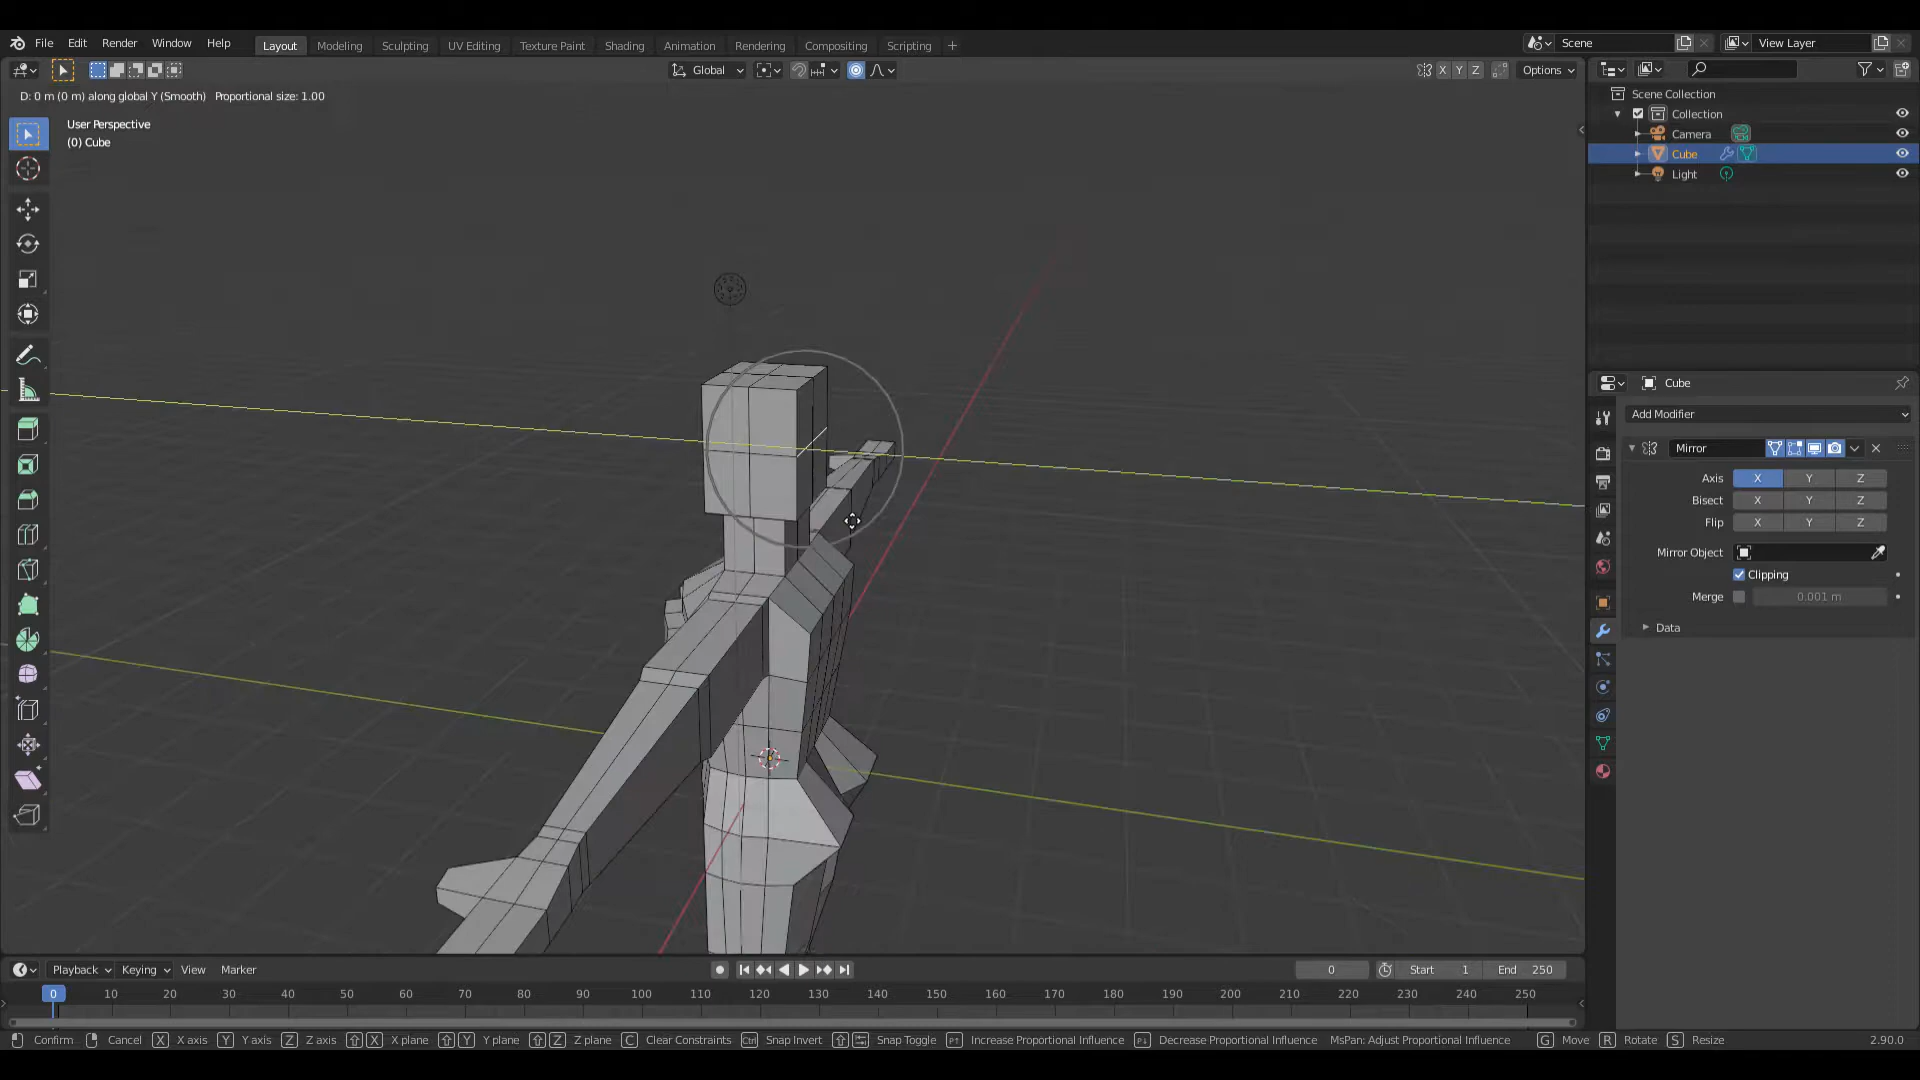 File Edit Render Window Help Layout Modeling Sculpting UV Editing Texture Paint Shading Animation Rendering Compositing Scripting + Scene View Layer
Global X Y Z Options
D: 0 m (0 m) along global Y (Smooth) Proportional size: 1.00
User Perspective
(0) Cube
Scene Collection
Collection
Camera
Cube
Light
Cube
Add Modifier
Mirror
Axis X Y Z
Bisect X Y Z
Flip X Y Z
Mirror Object
Clipping
Merge 0.001 m
Data
Playback Keying View Marker 0 Start 1 End 250
0 10 20 30 40 50 60 70 80 90 100 110 120 130 140 150 160 170 180 190 200 210 220 230 240 250
Confirm Cancel X X axis Y Y axis Z Z axis X X plane Y Y plane Z Z plane C Clear Constraints Ctrl Snap Invert Snap Toggle Increase Proportional Influence Decrease Proportional Influence MsPan: Adjust Proportional Influence G Move R Rotate S Resize 2.90.0